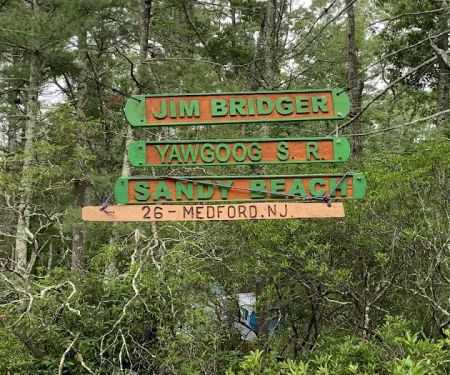 JIM BRIDGER
YAWGOOG S.R.
SANDY BEACH
26 - MEDFORD.NJ.